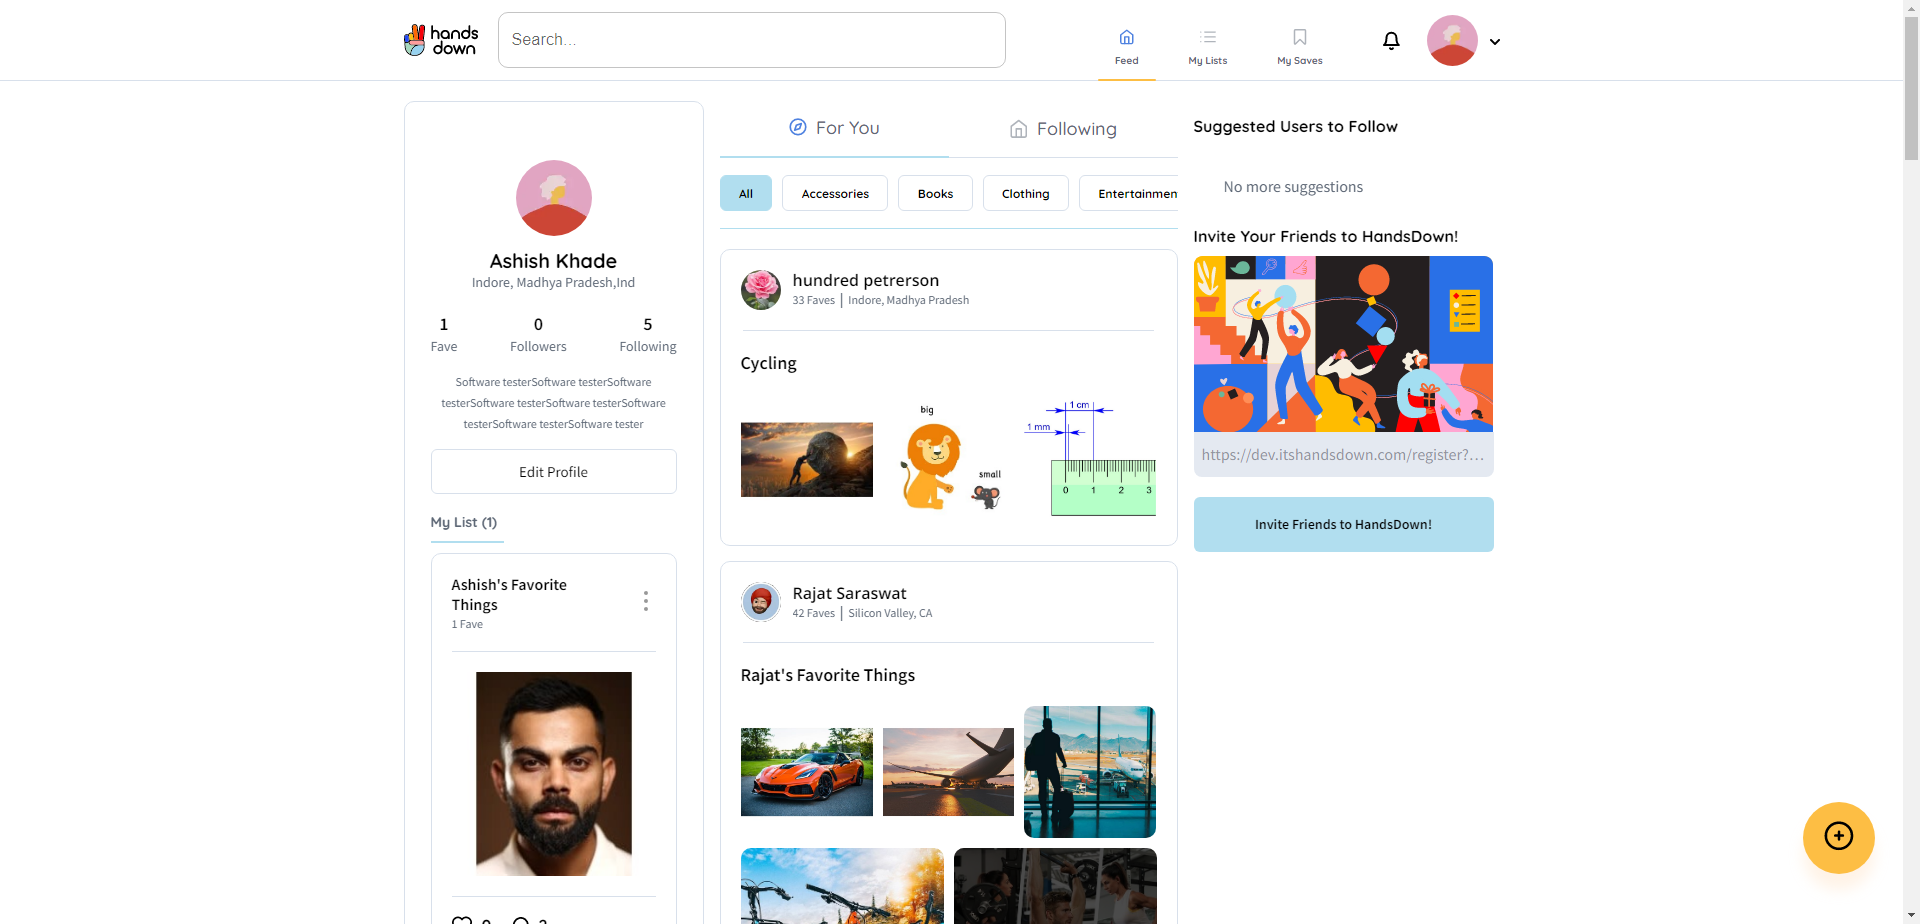 hands
down
Search...
Feed
My Lists
My Saves
Ashish Khade
Indore, Madhya Pradesh,Ind
1
0
5
Fave
Followers
Following
Software testerSoftware testerSoftware
testerSoftware testerSoftware testerSoftware
testerSoftware testerSoftware tester
Edit Profile
My List (1)
Ashish's Favorite
Things
1 Fave
For You
Following
All
Accessories
Books
Clothing
Entertainmen
hundred petrerson
33 Faves | Indore, Madhya Pradesh
Cycling
big
small
1 cm
1 mm
0 1 2 3
Rajat Saraswat
42 Faves | Silicon Valley, CA
Rajat's Favorite Things
Suggested Users to Follow
No more suggestions
Invite Your Friends to HandsDown!
https://dev.itshandsdown.com/register?...
Invite Friends to HandsDown!